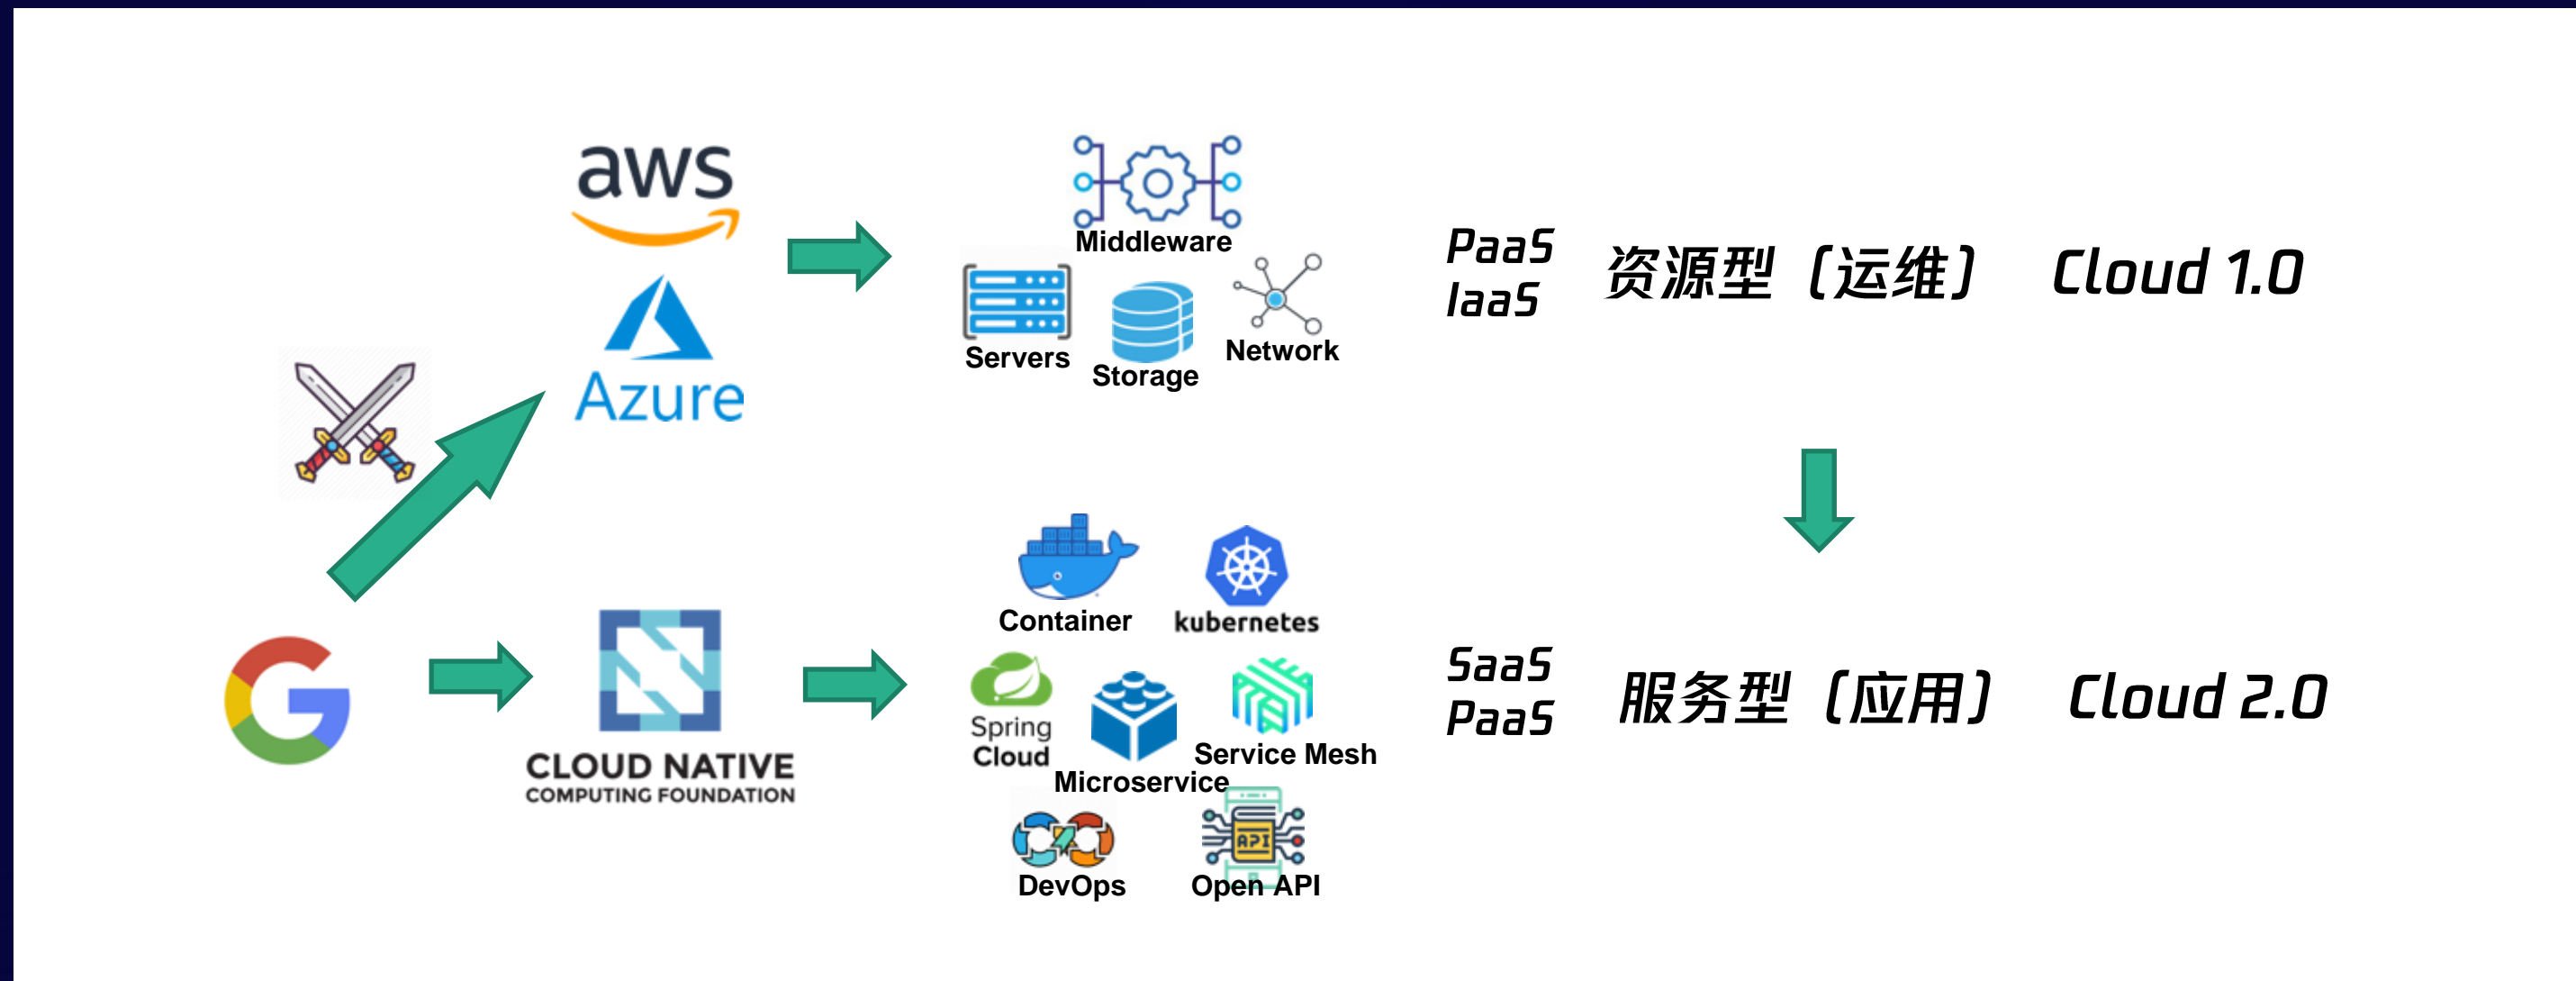 aws
Azure
Middleware
Servers
Storage
Network
PaaS
IaaS
资源型（运维）
Cloud 1.0
CLOUD NATIVE
COMPUTING FOUNDATION
Container
kubernetes
Spring
Cloud
Microservice
Service Mesh
DevOps
API
Open API
SaaS
PaaS
服务型（应用）
Cloud 2.0